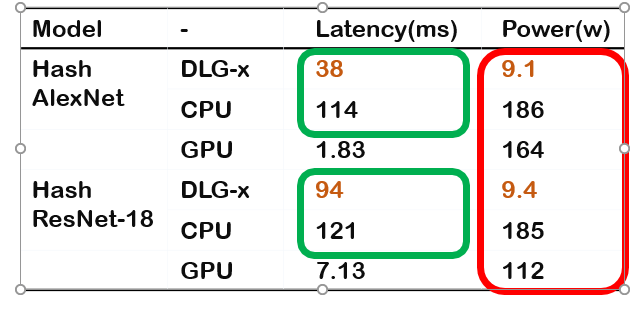 Model - Latency(ms) Power(w)
Hash AlexNet DLG-x 38 9.1
CPU 114 186
GPU 1.83 164
Hash ResNet-18 DLG-x 94 9.4
CPU 121 185
GPU 7.13 112